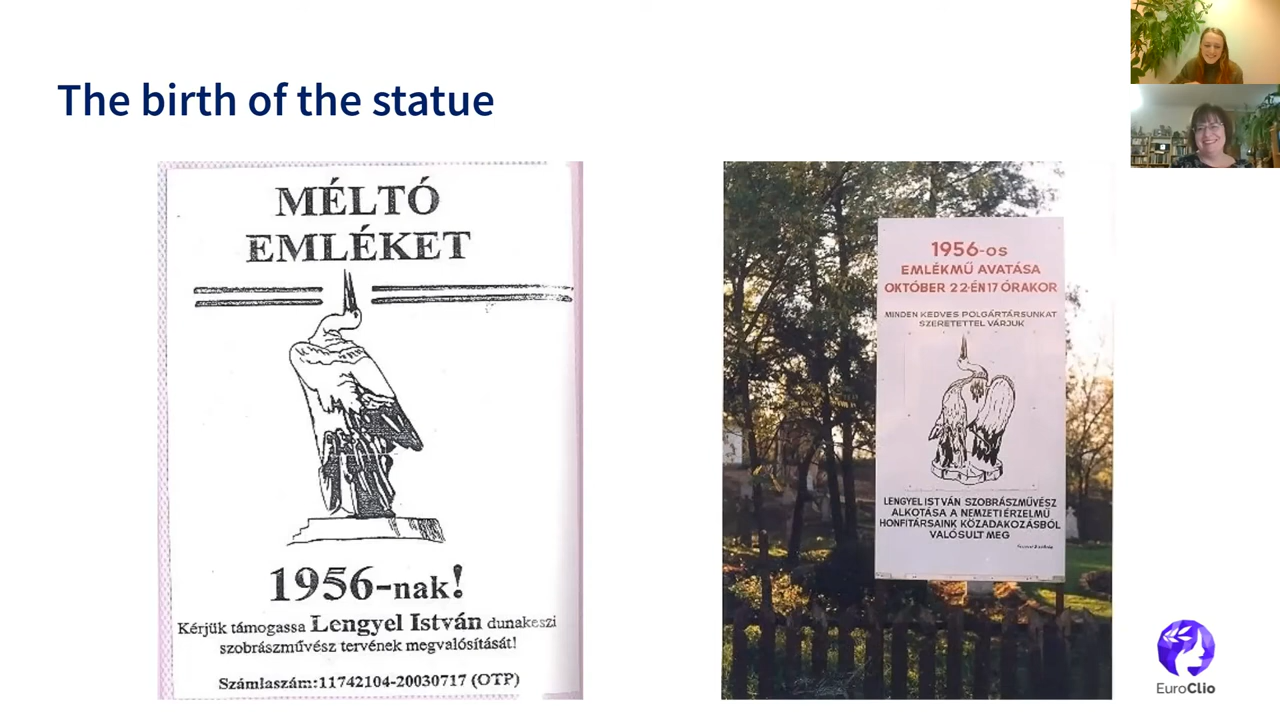 The birth of the statue
MÉLTÓ
EMLÉKET
1956-nak!
Kérjük támogassa Lengyel István dunakeszi
szobrászművész tervének megvalósítását!
Számlaszám:11742104-20030717 (OTP)
1956-os
EMLÉKMŰ AVATÁSA
OKTÓBER 22-ÉN 17 ÓRAKOR
MINDEN KEDVES POLGÁRTÁRSUNKAT
SZERETETTEL VÁRJUK
LENGYEL ISTVÁN SZOBRÁSZMŰVÉSZ
ALKOTÁSA A NEMZETI ÉRZELMŰ
HONFITÁRSAINK KÖZADAKOZÁSBÓL
VALÓSULT MEG
EuroClio